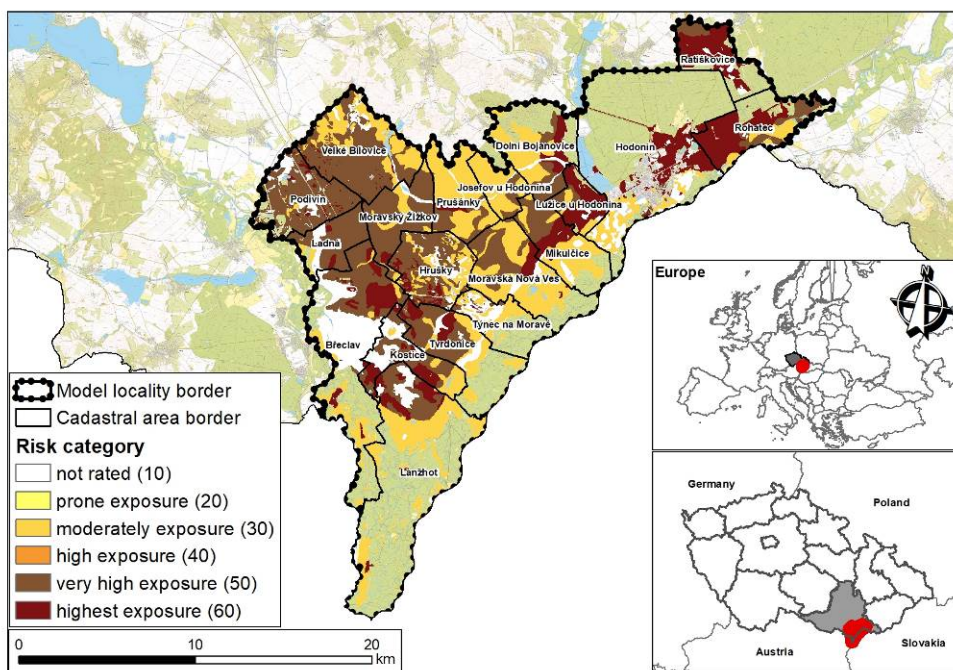 Ratíškovice
Rohatec
Hodonín
Dolní Bojanovice
Velké Bílovice
Josefov u Hodonína
Prušánky
Podivín
Moravský Žižkov
Lužice u Hodonína
Ladná
Mikulčice
Hrušky
Moravská Nová Ves
Týnec na Moravě
Břeclav
Tvrdonice
Kostice
Lanžhot
Model locality border
Cadastral area border
Risk category
not rated (10)
prone exposure (20)
moderately exposure (30)
high exposure (40)
very high exposure (50)
highest exposure (60)
0 10 20
km
Europe
N
Germany
Poland
Austria
Slovakia